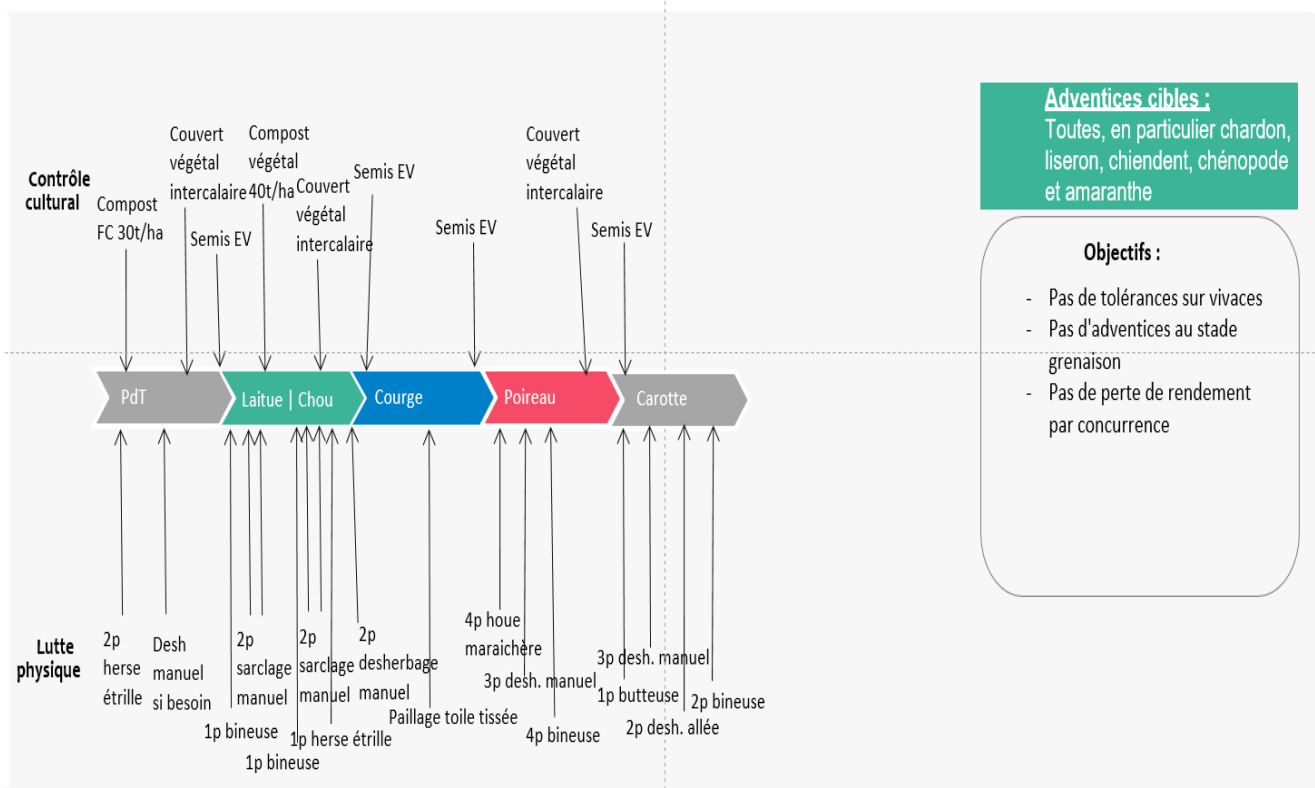 Adventices cibles :
Toutes, en particulier chardon,
liseron, chiendent, chénopode
et amaranthe
Objectifs :
- Pas de tolérances sur vivaces
- Pas d'adventices au stade
grenaison
- Pas de perte de rendement
par concurrence
Contrôle
cultural
Compost
FC 30t/ha
Couvert
végétal
intercalaire
Semis EV
Compost
végétal
40t/ha
Couvert
végétal
intercalaire
Semis EV
Semis EV
Couvert
végétal
intercalaire
Semis EV
PdT
Laitue | Chou
Courge
Poireau
Carotte
Lutte
physique
2p
herse
étrille
Desh
manuel
si besoin
1p bineuse
2p
sarclage
manuel
1p bineuse
2p
sarclage
manuel
1p herse étrille
2p
desherbage
manuel
Paillage toile tissée
4p houe
maraichère
3p desh. manuel
4p bineuse
3p desh. manuel
1p butteuse
2p desh. allée
2p bineuse